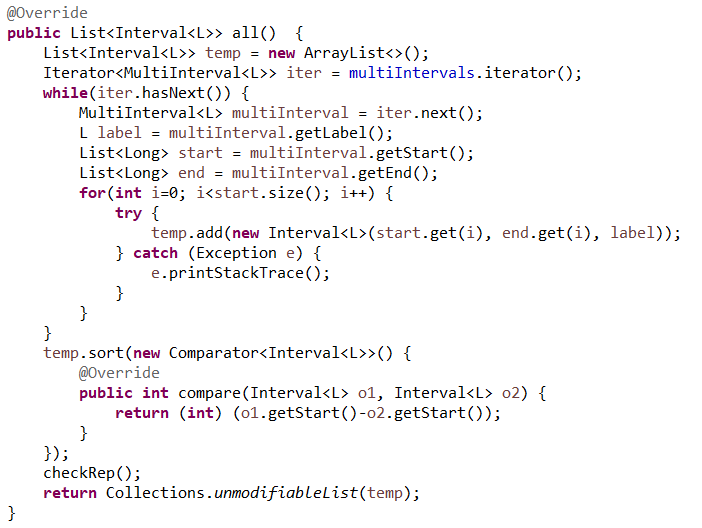 @Override
public List<Interval<L>> all()  {
    List<Interval<L>> temp = new ArrayList<>();
    Iterator<MultiInterval<L>> iter = multiIntervals.iterator();
    while(iter.hasNext()) {
        MultiInterval<L> multiInterval = iter.next();
        L label = multiInterval.getLabel();
        List<Long> start = multiInterval.getStart();
        List<Long> end = multiInterval.getEnd();
        for(int i=0; i<start.size(); i++) {
            try {
                temp.add(new Interval<L>(start.get(i), end.get(i), label));
            } catch (Exception e) {
                e.printStackTrace();
            }
        }
    }
    temp.sort(new Comparator<Interval<L>>() {
        @Override
        public int compare(Interval<L> o1, Interval<L> o2) {
            return (int) (o1.getStart()-o2.getStart());
        }
    });
    checkRep();
    return Collections.unmodifiableList(temp);
}